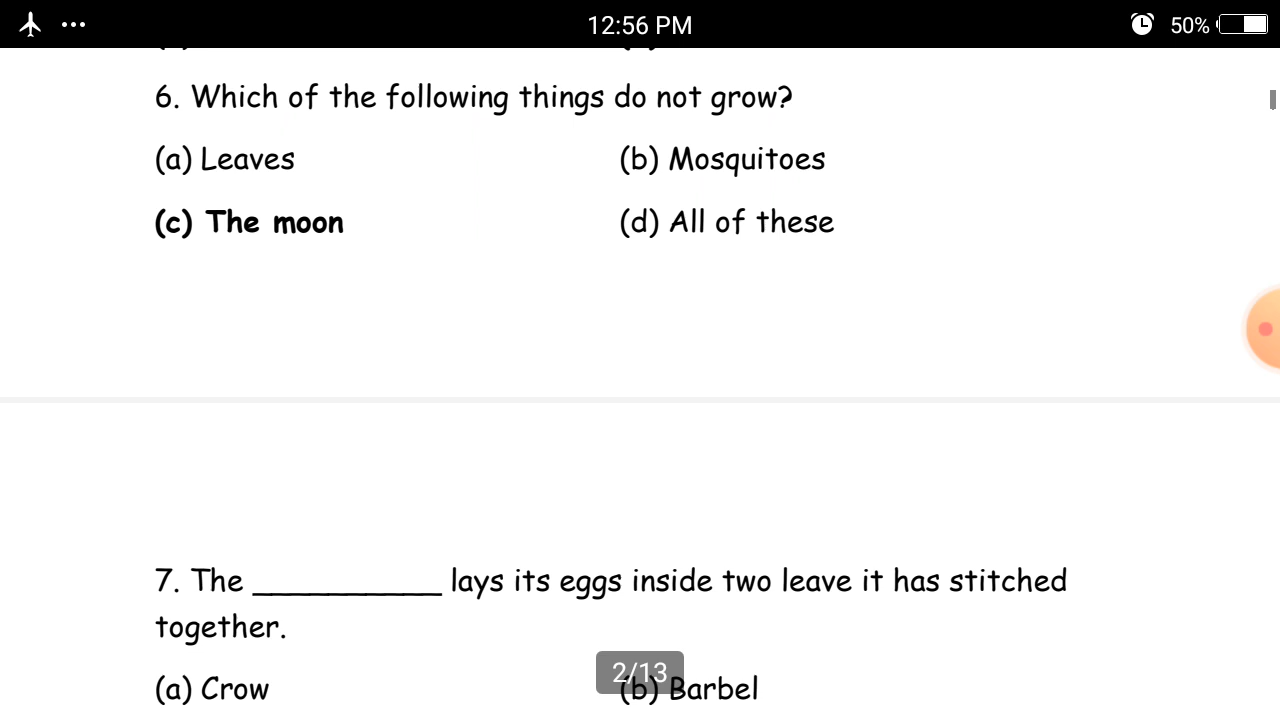 12:56 PM
50%
6. Which of the following things do not grow?
(a) Leaves (b) Mosquitoes
(c) The moon (d) All of these
7. The __________ lays its eggs inside two leave it has stitched
together.
2/13
(a) Crow (b) Barbel